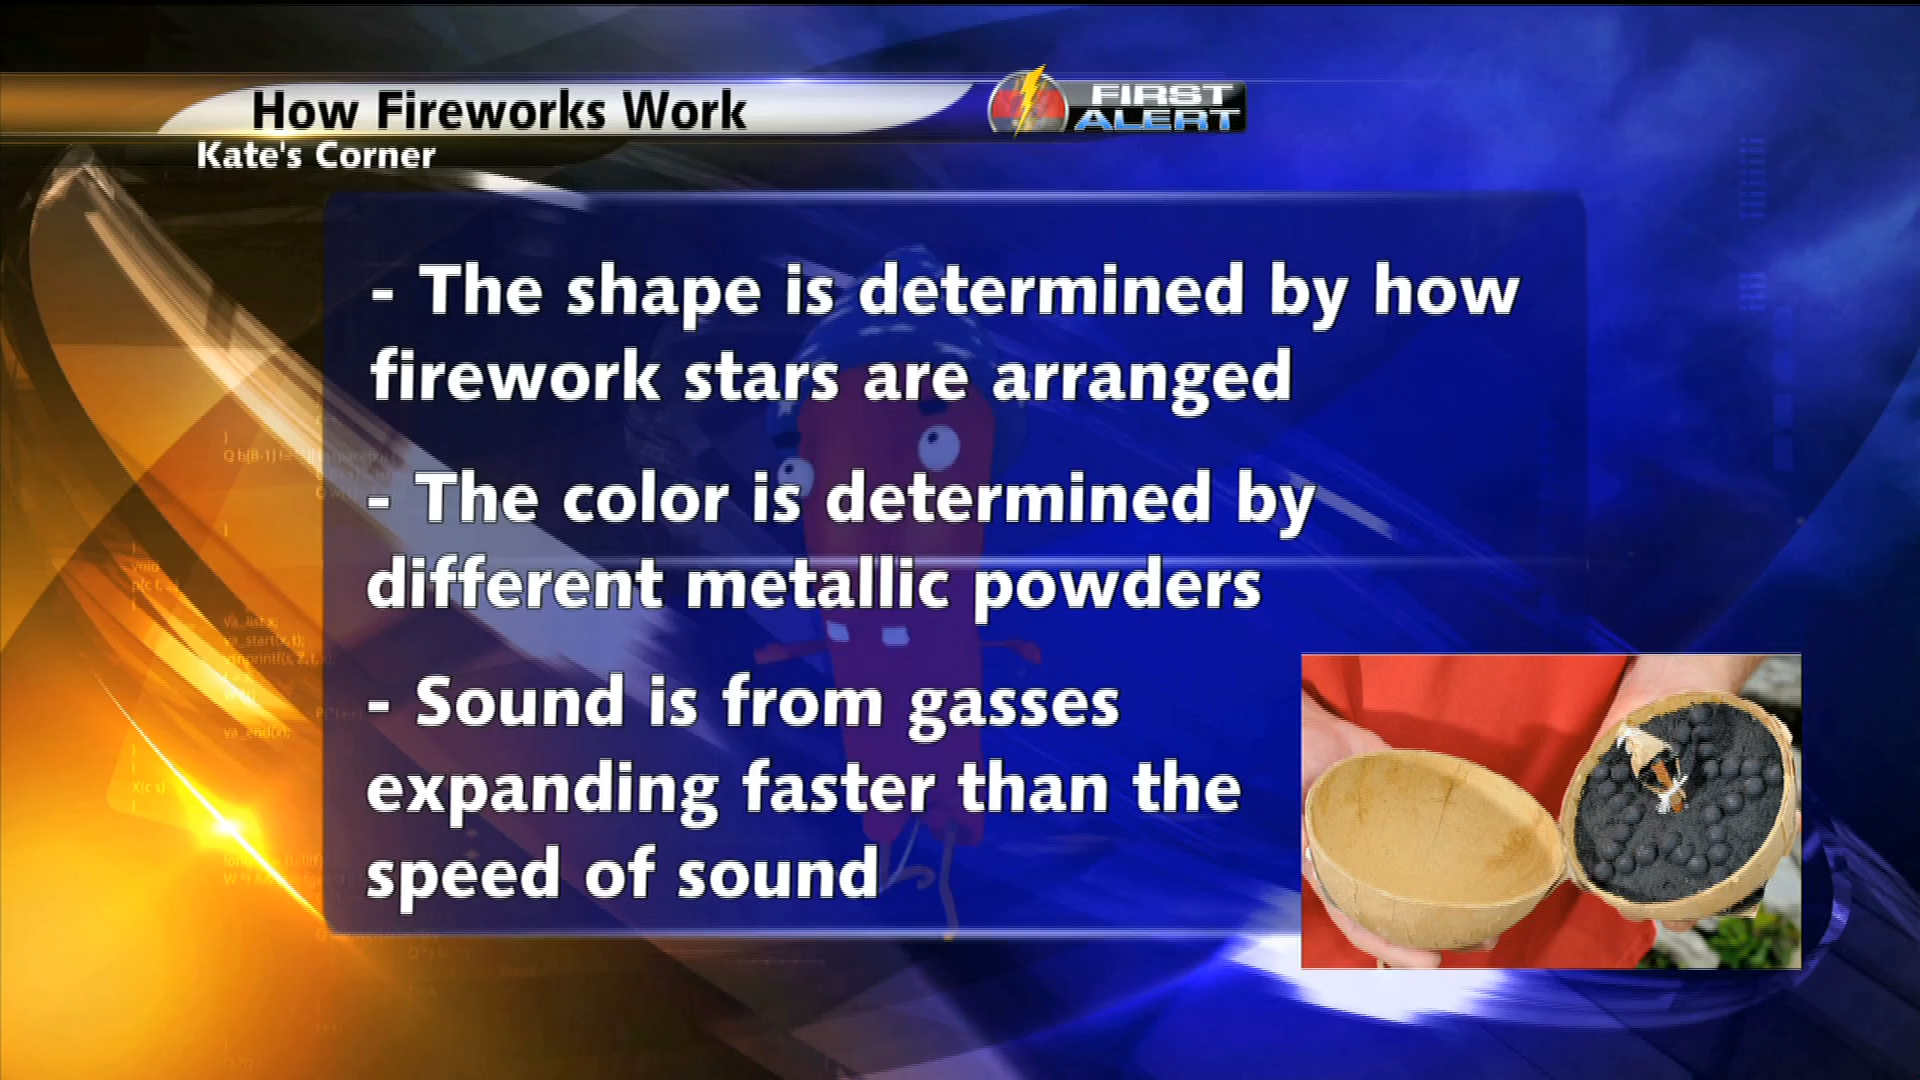 How Fireworks Work
FIRST
ALERT
Kate's Corner
- The shape is determined by how
firework stars are arranged
- The color is determined by
different metallic powders
- Sound is from gasses
expanding faster than the
speed of sound
va_end(x);
X(c s)